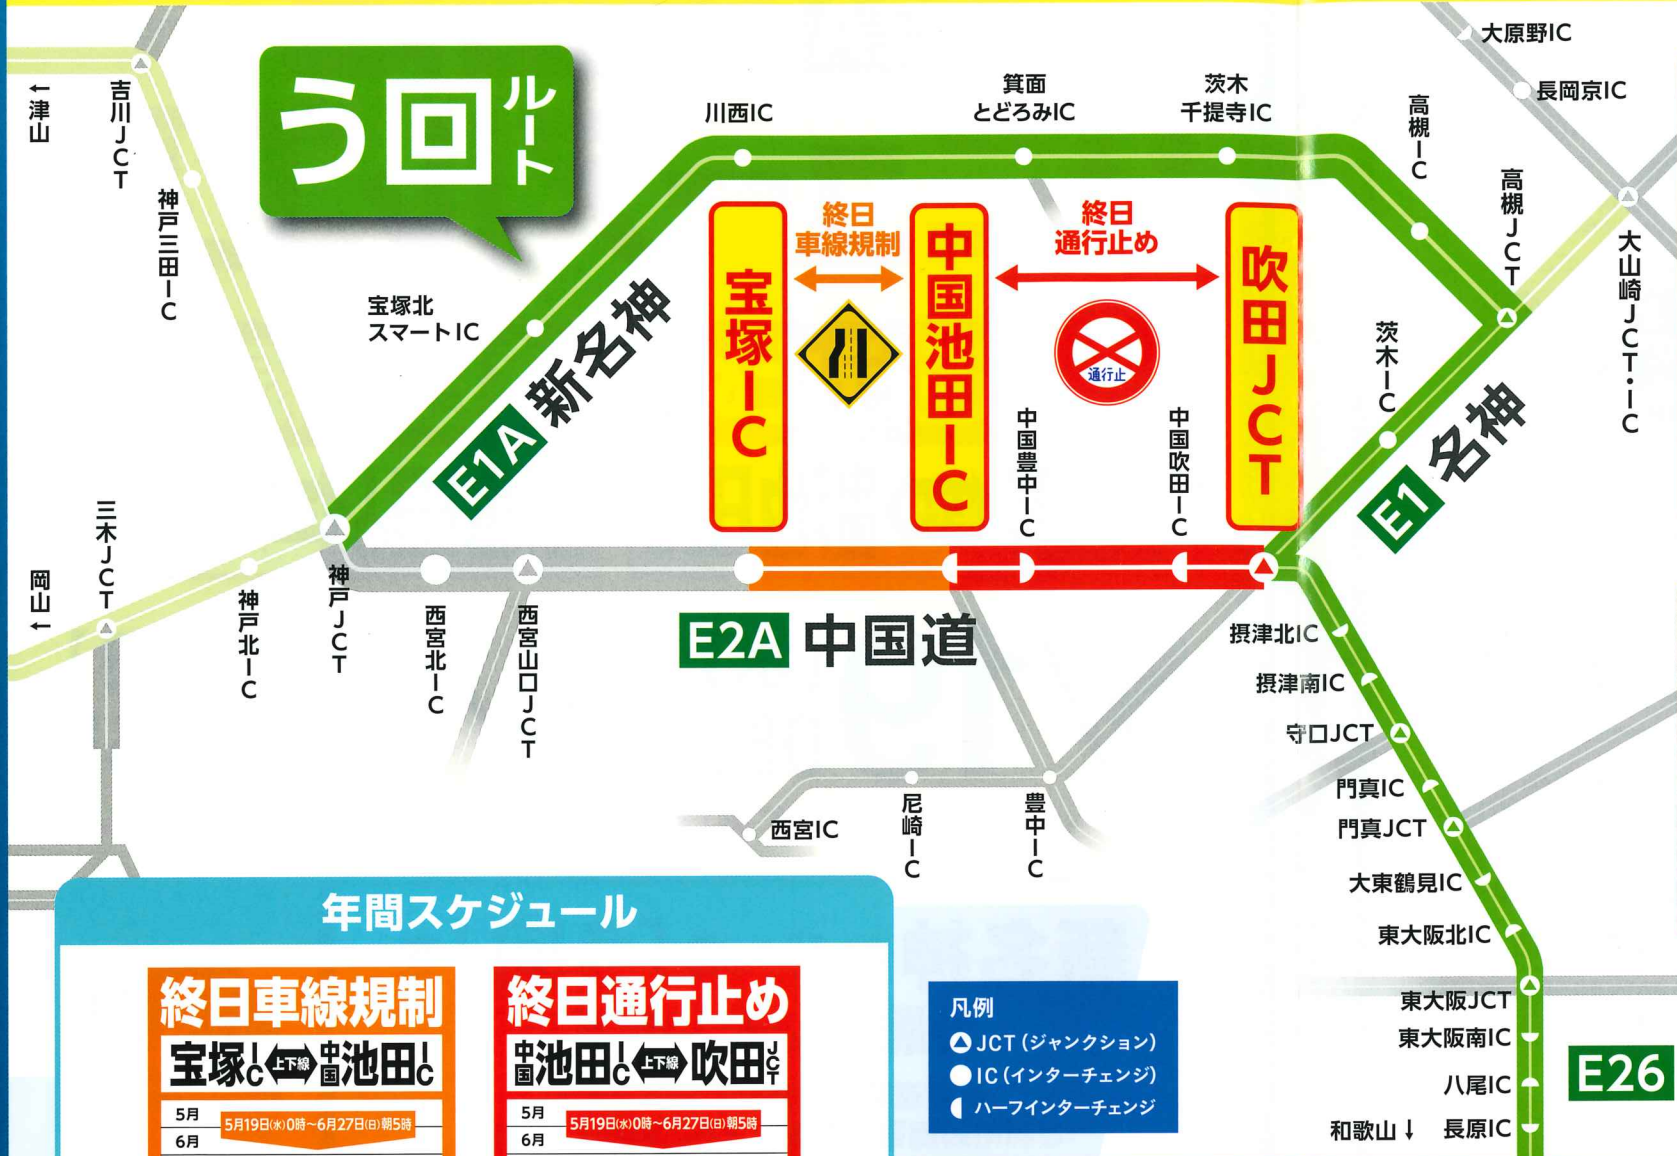 う回
ルート
大原野IC
長岡京IC
↑津山
吉川JCT
神戸三田IC
川西IC
箕面
とどろみIC
茨木
千提寺IC
高槻IC
高槻JCT
大山崎JCT・IC
宝塚北
スマートIC
E1A 新名神
宝塚IC
終日
車線規制
中国池田IC
終日
通行止め
通行止
吹田JCT
中国豊中IC
中国吹田IC
茨木IC
E1 名神
三木JCT
岡山↑
神戸北IC
神戸JCT
西宮北IC
西宮山口JCT
E2A 中国道
摂津北IC
摂津南IC
守口JCT
門真IC
門真JCT
大東鶴見IC
東大阪北IC
東大阪JCT
東大阪南IC
八尾IC
長原IC
和歌山↓
E26
西宮IC
尼崎IC
豊中IC
年間スケジュール
終日車線規制
宝塚IC 上下線 中国池田IC
5月
6月
5月19日(水)0時~6月27日(日)朝5時
終日通行止め
中国池田IC 上下線 吹田JCT
5月
6月
5月19日(水)0時~6月27日(日)朝5時
凡例
JCT(ジャンクション)
IC(インターチェンジ)
ハーフインターチェンジ